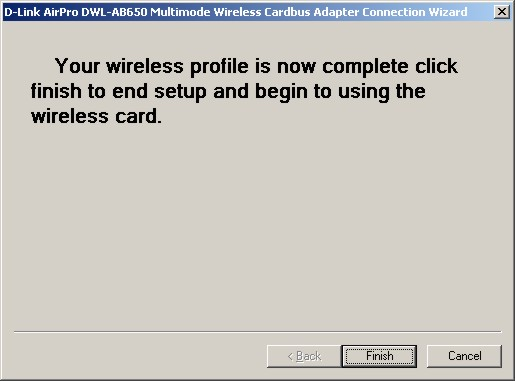 D-Link AirPro DWL-AB650 Multimode Wireless Cardbus Adapter Connection Wizard
Your wireless profile is now complete click
finish to end setup and begin to using the
wireless card.
< Back
Finish
Cancel